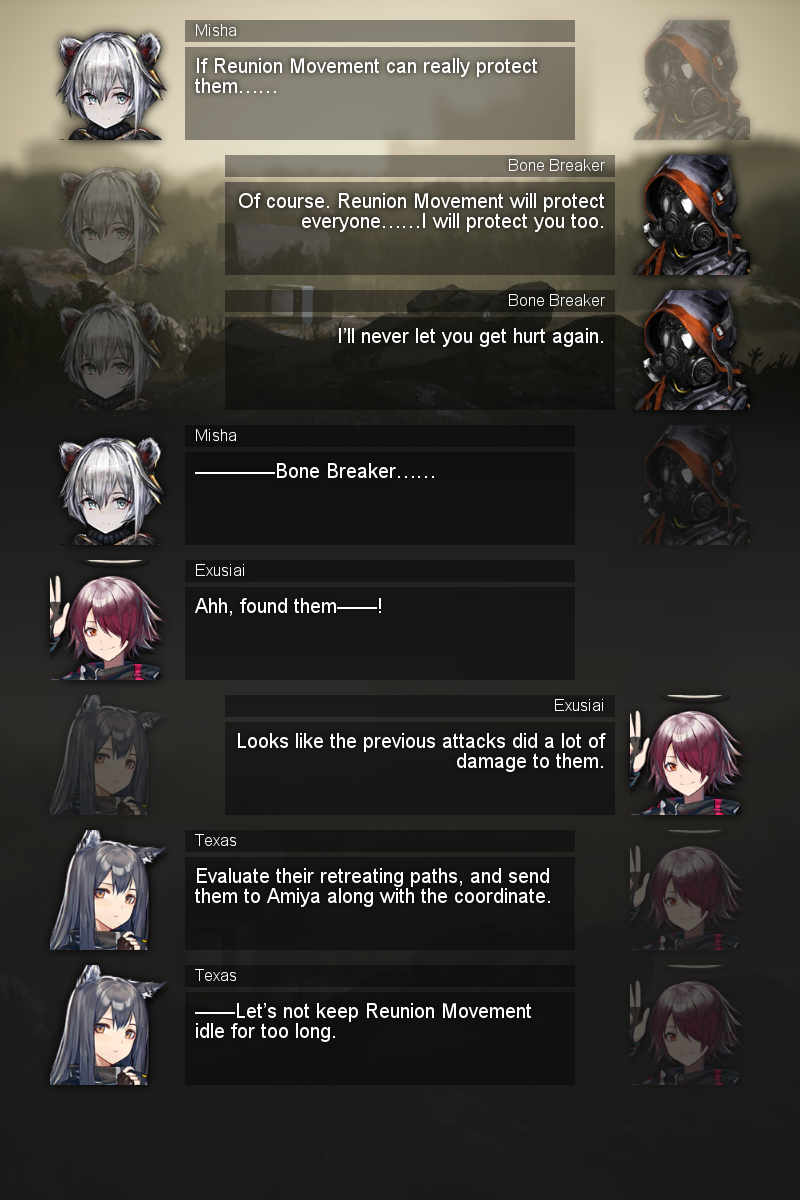 Misha
If Reunion Movement can really protect
them……
Bone Breaker
Of course. Reunion Movement will protect
everyone……I will protect you too.
Bone Breaker
I’ll never let you get hurt again.
Misha
————Bone Breaker……
Exusiai
Ahh, found them——!
Exusiai
Looks like the previous attacks did a lot of
damage to them.
Texas
Evaluate their retreating paths, and send
them to Amiya along with the coordinate.
Texas
——Let’s not keep Reunion Movement
idle for too long.